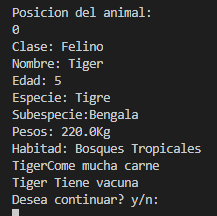 Posicion del animal:
0
Clase: Felino
Nombre: Tiger
Edad: 5
Especie: Tigre
Subespecie:Bengala
Pesos: 220.0Kg
Habitad: Bosques Tropicales
TigerCome mucha carne
Tiger Tiene vacuna
Desea continuar? y/n: